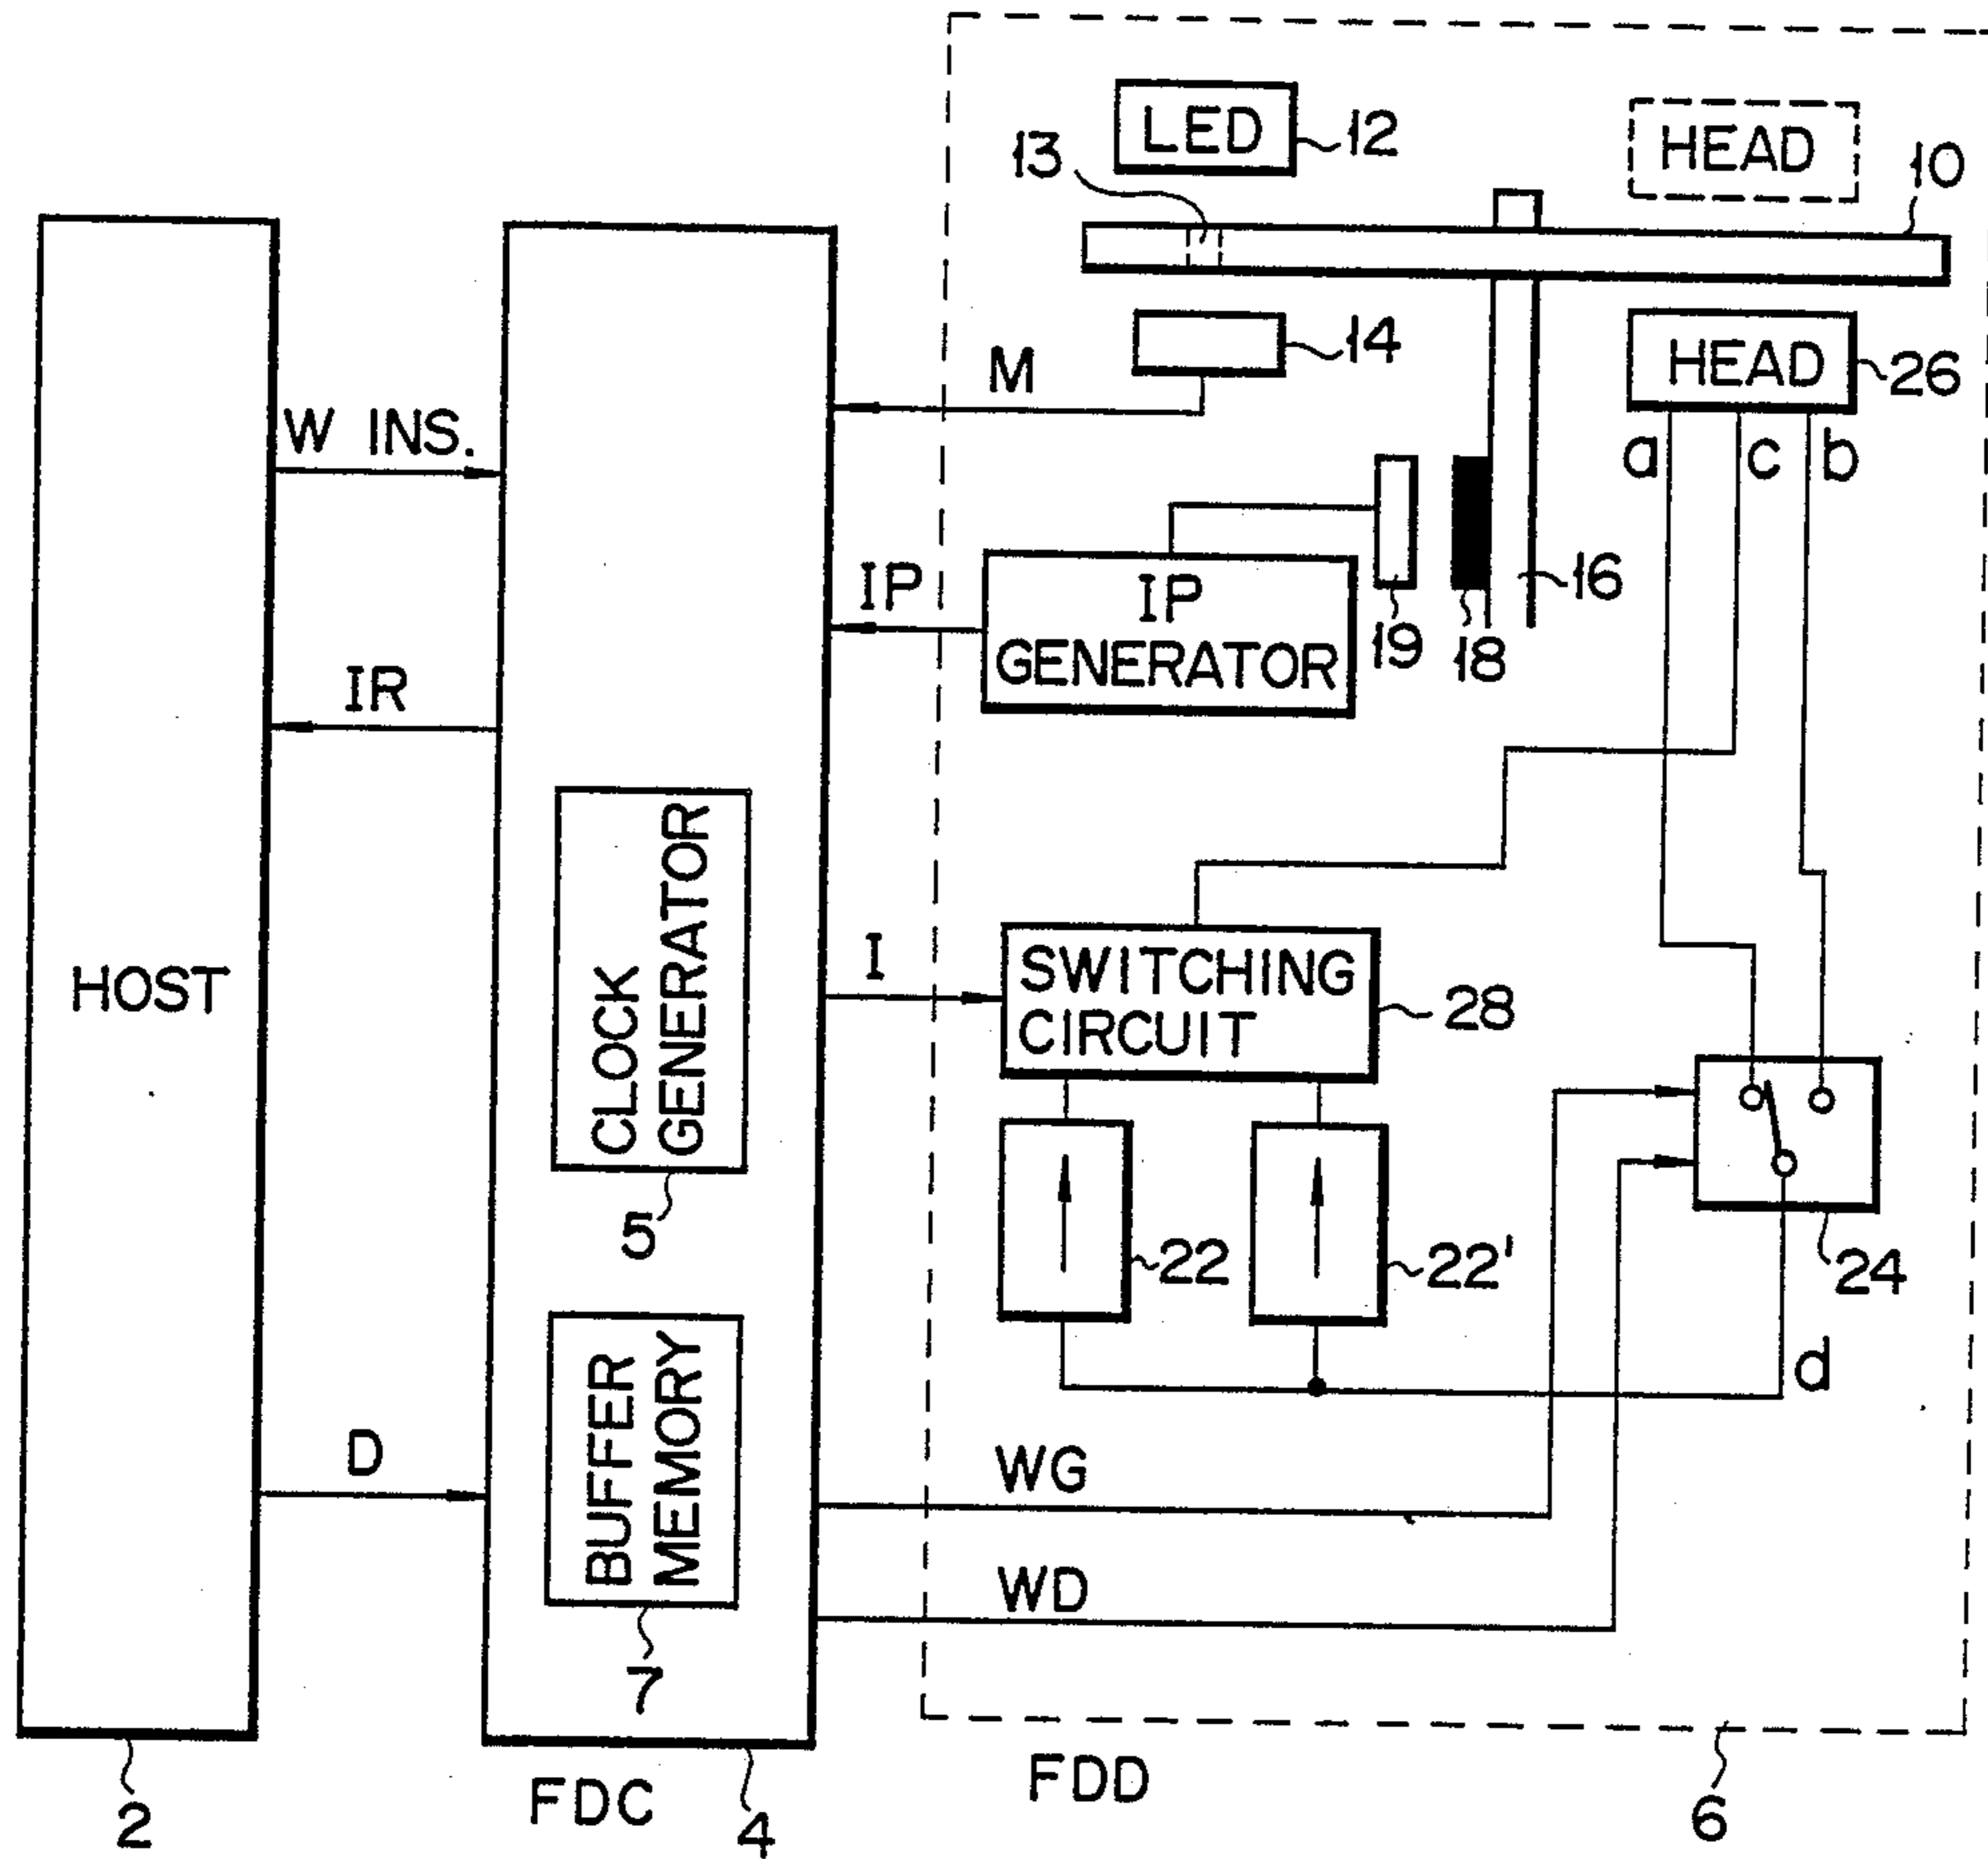 LED
12
HEAD
13
10
14
M
HEAD
26
W INS.
a
c
b
IP
IP
GENERATOR
19
18
16
IR
HOST
CLOCK
GENERATOR
5
I
SWITCHING
CIRCUIT
28
22
22'
24
d
D
BUFFER
MEMORY
7
WG
WD
2
FDC
4
FDD
6